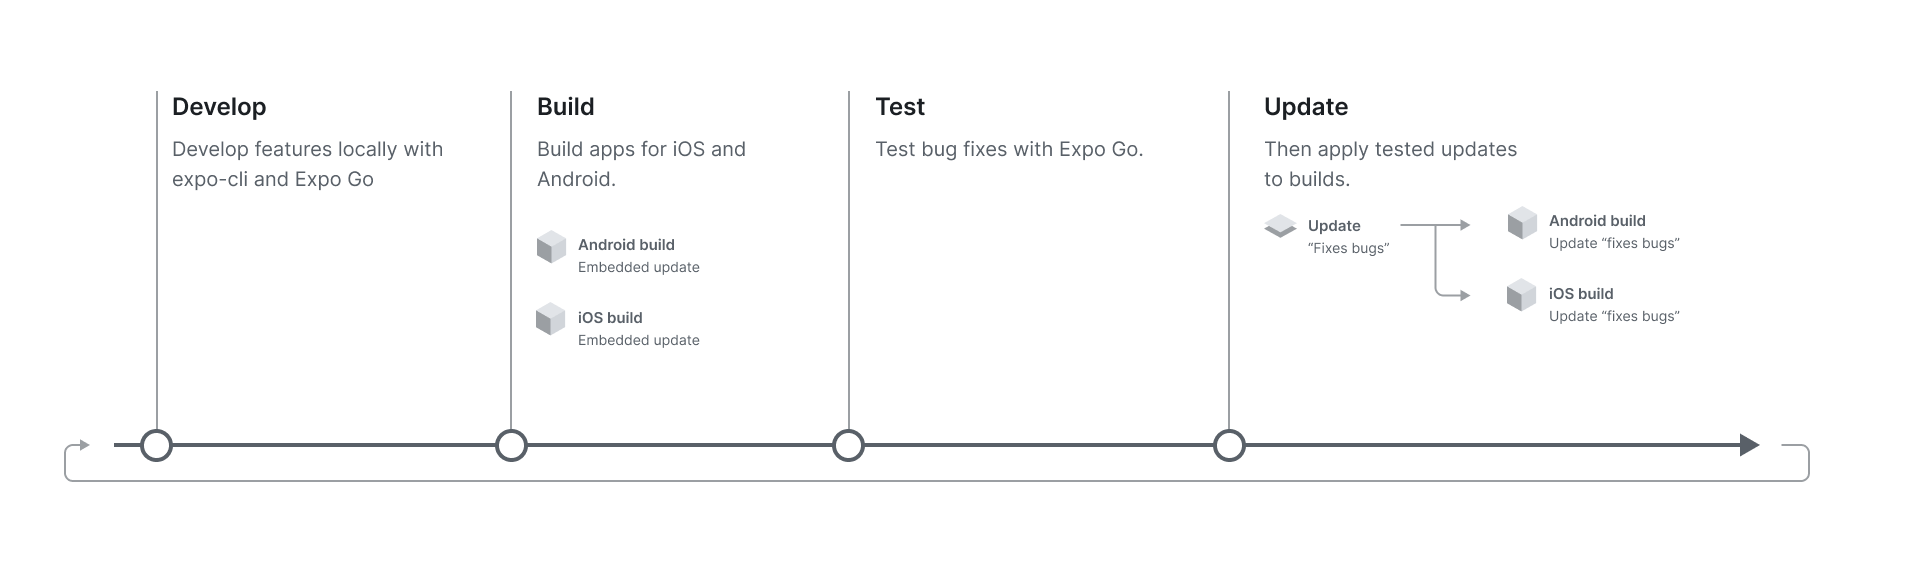 Develop
Develop features locally with
expo-cli and Expo Go
Build
Build apps for iOS and
Android.
Android build
Embedded update
iOS build
Embedded update
Test
Test bug fixes with Expo Go.
Update
Then apply tested updates
to builds.
Update
“Fixes bugs”
Android build
Update “fixes bugs”
iOS build
Update “fixes bugs”